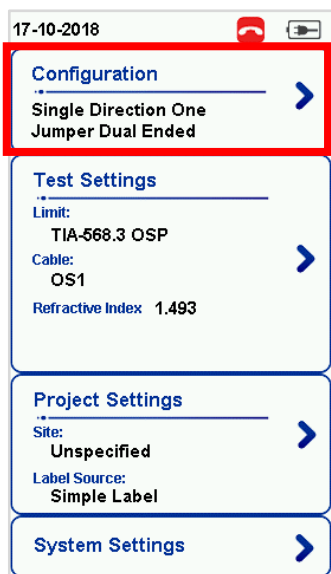 17-10-2018
Configuration
Single Direction One
Jumper Dual Ended
Test Settings
Limit:
TIA-568.3 OSP
Cable:
OS1
Refractive Index 1.493
Project Settings
Site:
Unspecified
Label Source:
Simple Label
System Settings